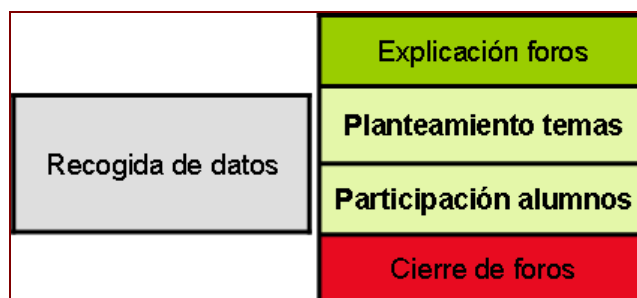 Explicación foros
Planteamiento temas
Recogida de datos
Participación alumnos
Cierre de foros